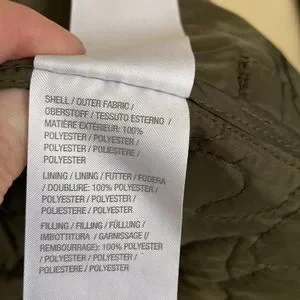 SHELL / OUTER FABRIC /
OBERSTOFF / TESSUTO ESTERNO /
MATIÈRE EXTÉRIEUR: 100%
POLYESTER / POLYESTER /
POLYESTER / POLIESTERE /
POLYESTER
LINING / LINING / FUTTER / FODERA
/ DOUBLURE: 100% POLYESTER
/ POLYESTER / POLYESTER /
POLIESTERE / POLYESTER
FILLING / FILLING / FÜLLUNG /
IMBOTTITURA / GARNISSAGE (/
REMBOURRAGE): 100% POLYESTER
/ POLYESTER / POLYESTER /
POLIESTERE / POLYESTER